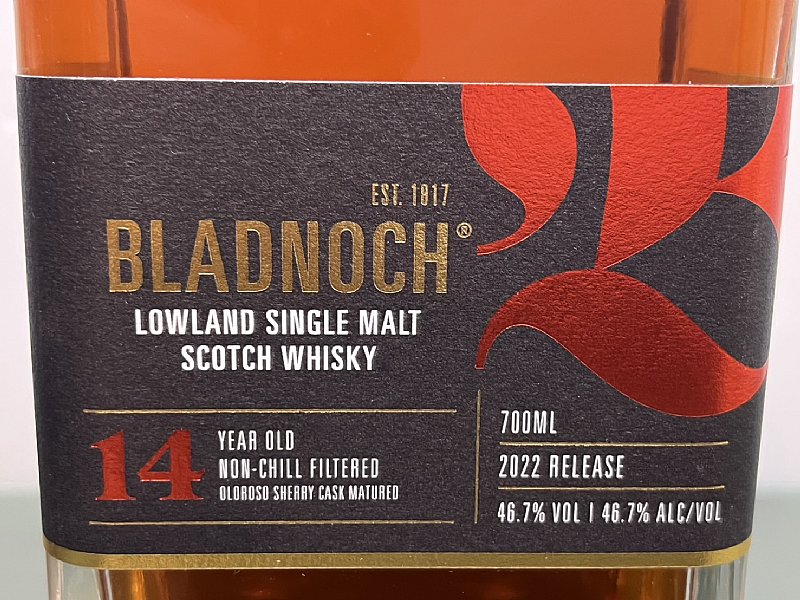 EST. 1817
BLADNOCH®
LOWLAND SINGLE MALT
SCOTCH WHISKY
14
YEAR OLD
NON-CHILL FILTERED
OLOROSO SHERRY CASK MATURED
700ML
2022 RELEASE
46.7% VOL | 46.7% ALC/VOL